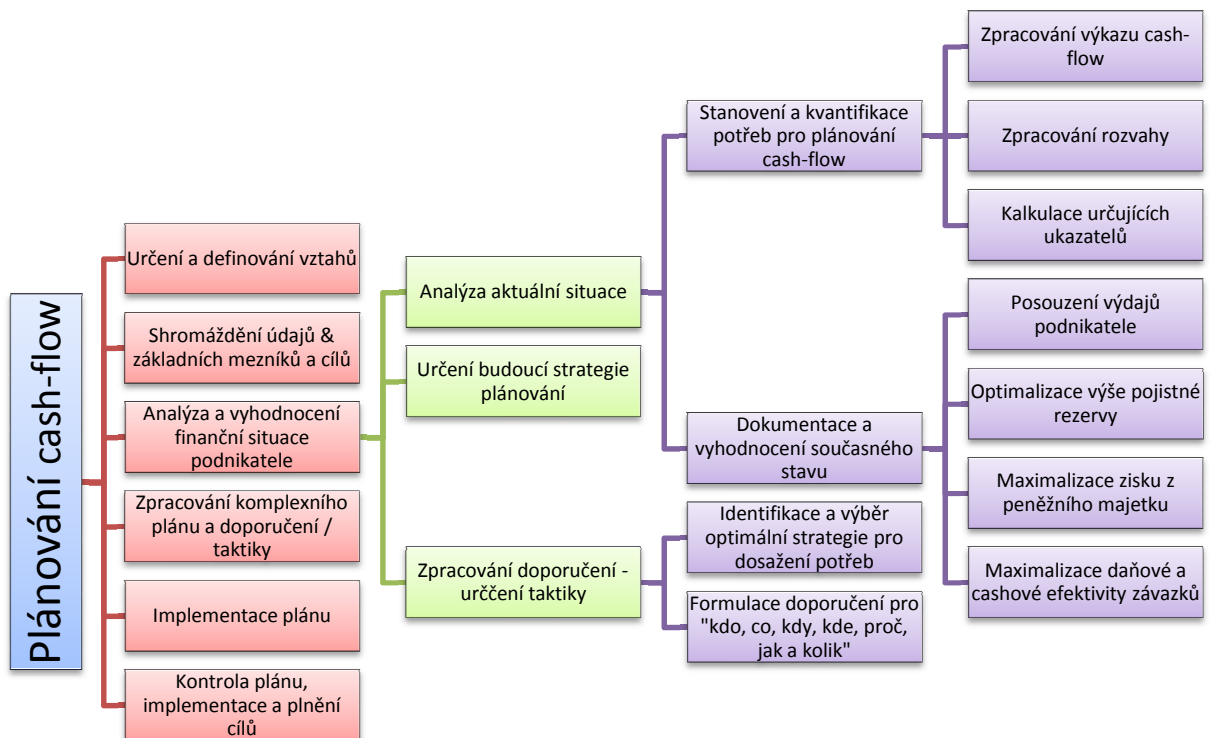 Plánování cash-flow
Určení a definování vztahů
Shromáždění údajů &
základních mezníků a cílů
Analýza a vyhodnocení
finanční situace
podnikatele
Zpracování komplexního
plánu a doporučení /
taktiky
Implementace plánu
Kontrola plánu,
implementace a plnění
cílů
Analýza aktuální situace
Určení budoucí strategie
plánování
Zpracování doporučení -
urččení taktiky
Stanovení a kvantifikace
potřeb pro plánování
cash-flow
Dokumentace a
vyhodnocení současného
stavu
Identifikace a výběr
optimální strategie pro
dosažení potřeb
Formulace doporučení pro
"kdo, co, kdy, kde, proč,
jak a kolik"
Zpracování výkazu cash-
flow
Zpracování rozvahy
Kalkulace určujících
ukazatelů
Posouzení výdajů
podnikatele
Optimalizace výše pojistné
rezervy
Maximalizace zisku z
peněžního majetku
Maximalizace daňové a
cashové efektivity závazků